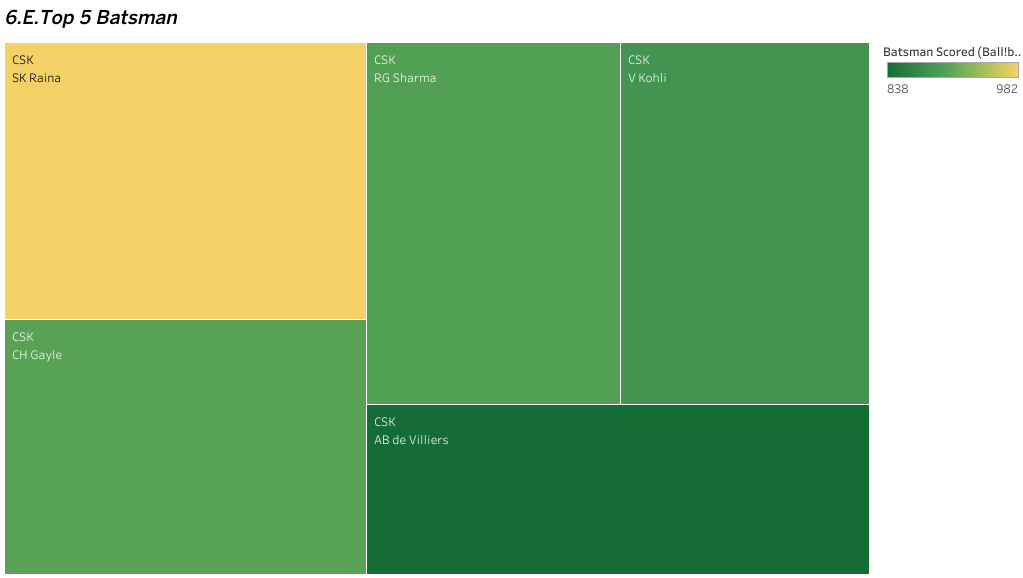 6.E.Top 5 Batsman
CSK
SK Raina
CSK
RG Sharma
CSK
V Kohli
Batsman Scored (Ball!b..
838
982
CSK
CH Gayle
CSK
AB de Villiers